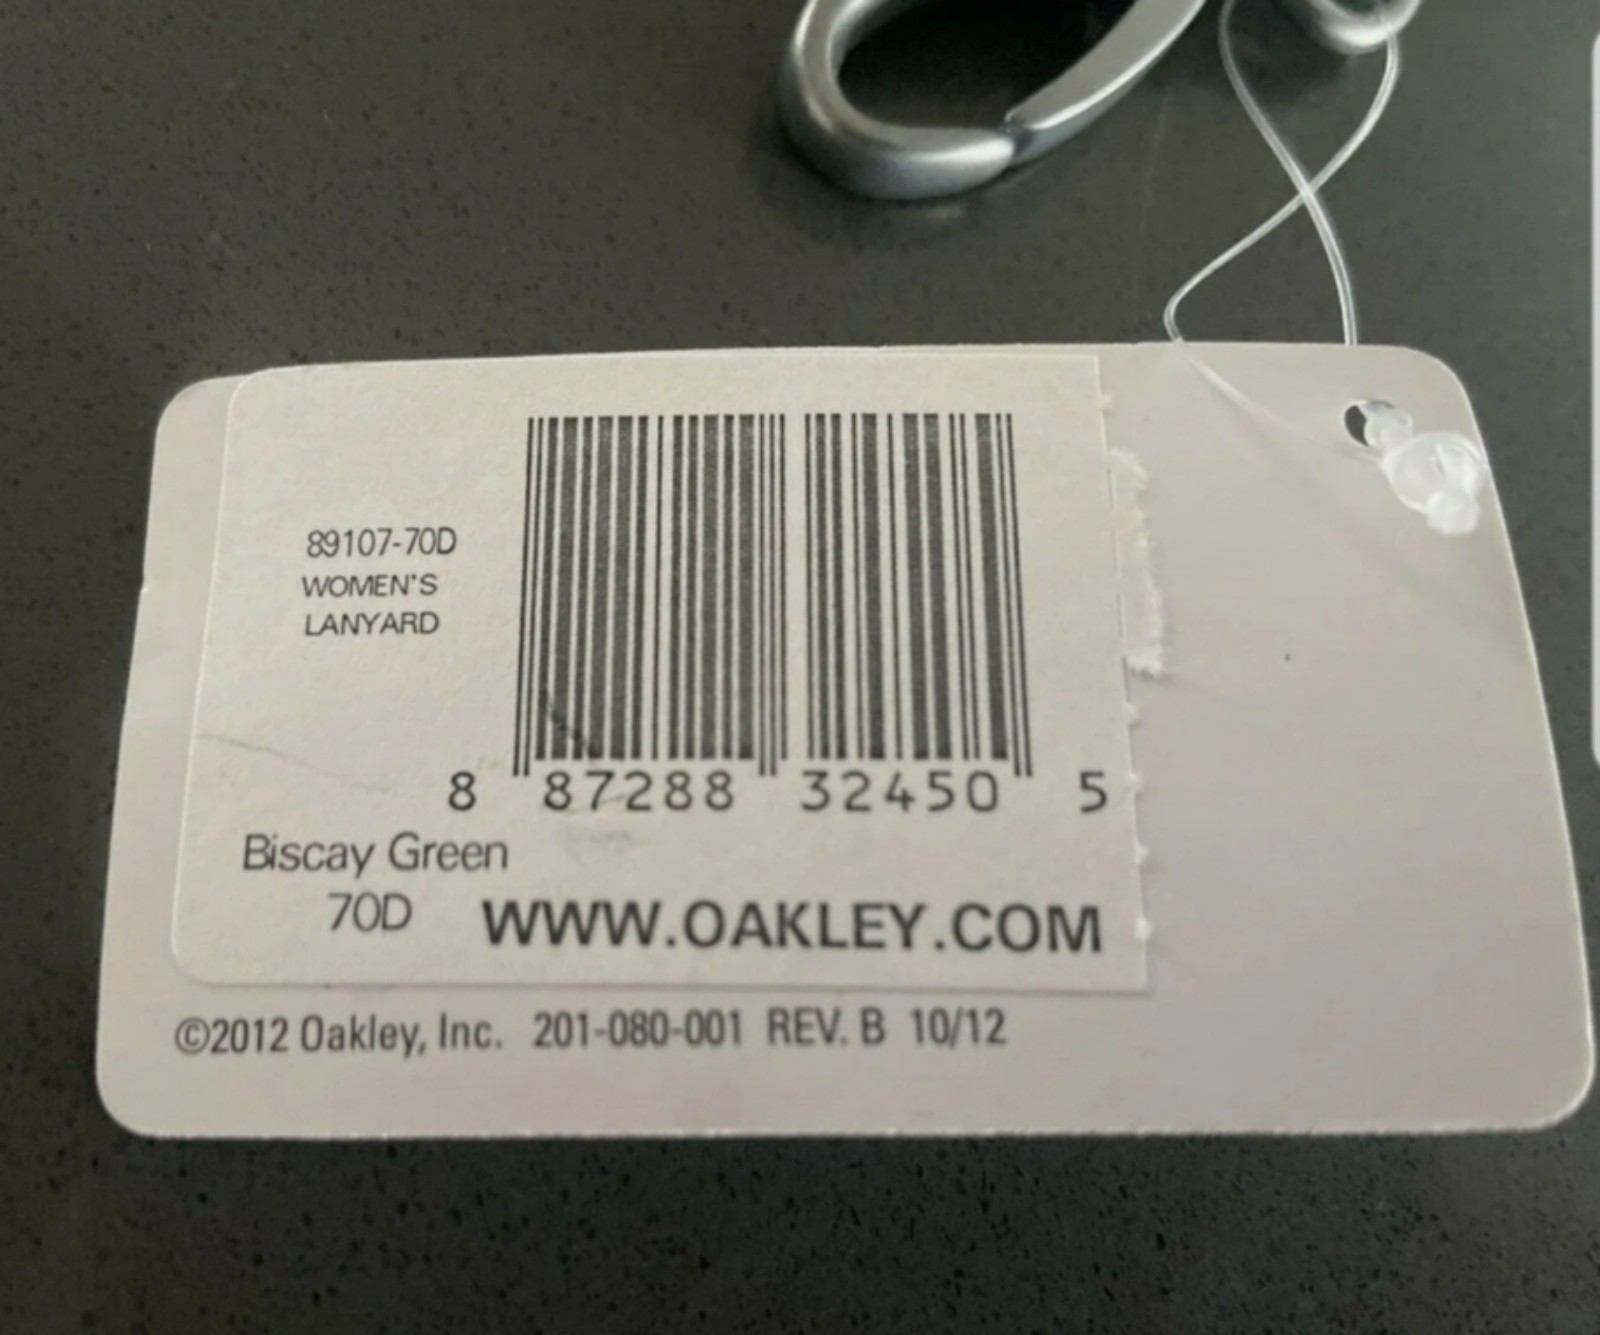 89107-70D
WOMEN'S
LANYARD
8 87288 32450 5
Biscay Green
70D
WWW.OAKLEY.COM
©2012 Oakley, Inc. 201-080-001 REV. B 10/12